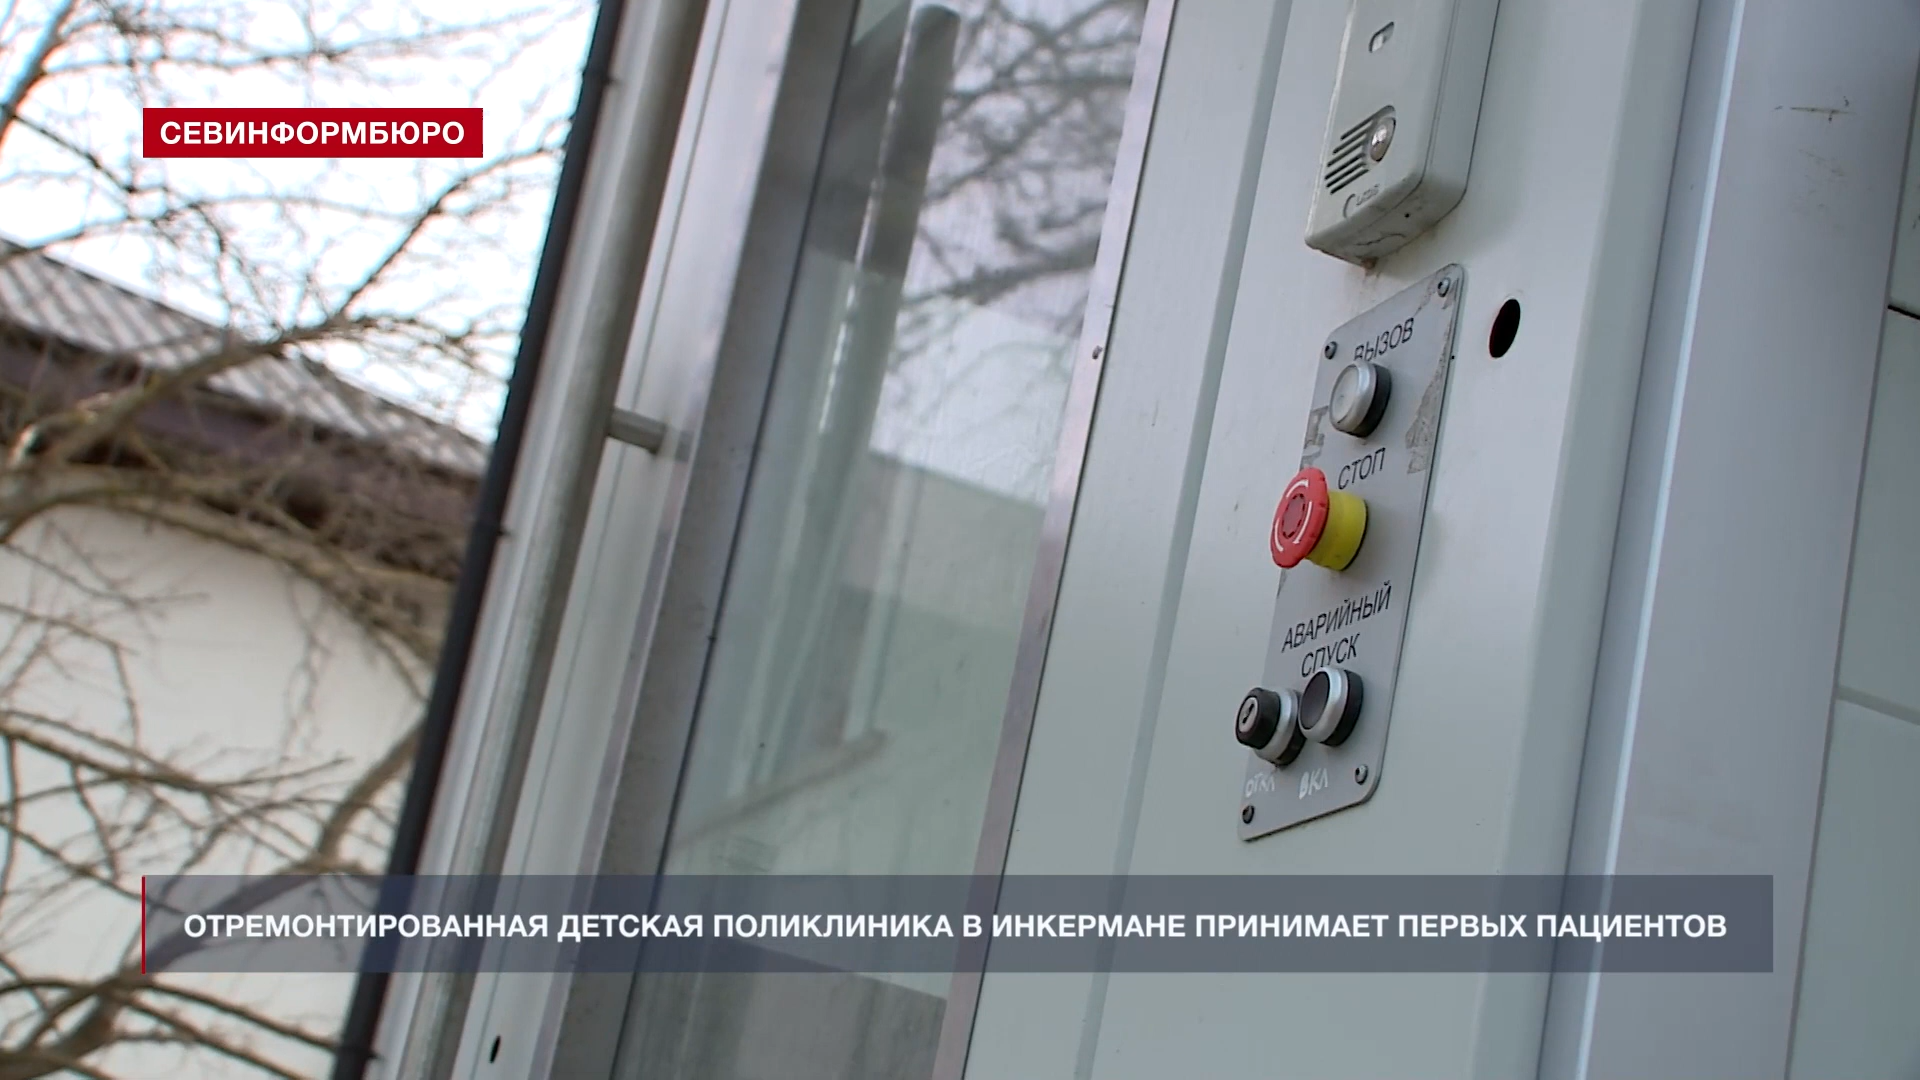 СЕВИНФОРМБЮРО
ВЫЗОВ
СТОП
АВАРИЙНЫЙ
СПУСК
ОТКЛ ВКЛ
ОТРЕМОНТИРОВАННАЯ ДЕТСКАЯ ПОЛИКЛИНИКА В ИНКЕРМАНЕ ПРИНИМАЕТ ПЕРВЫХ ПАЦИЕНТОВ